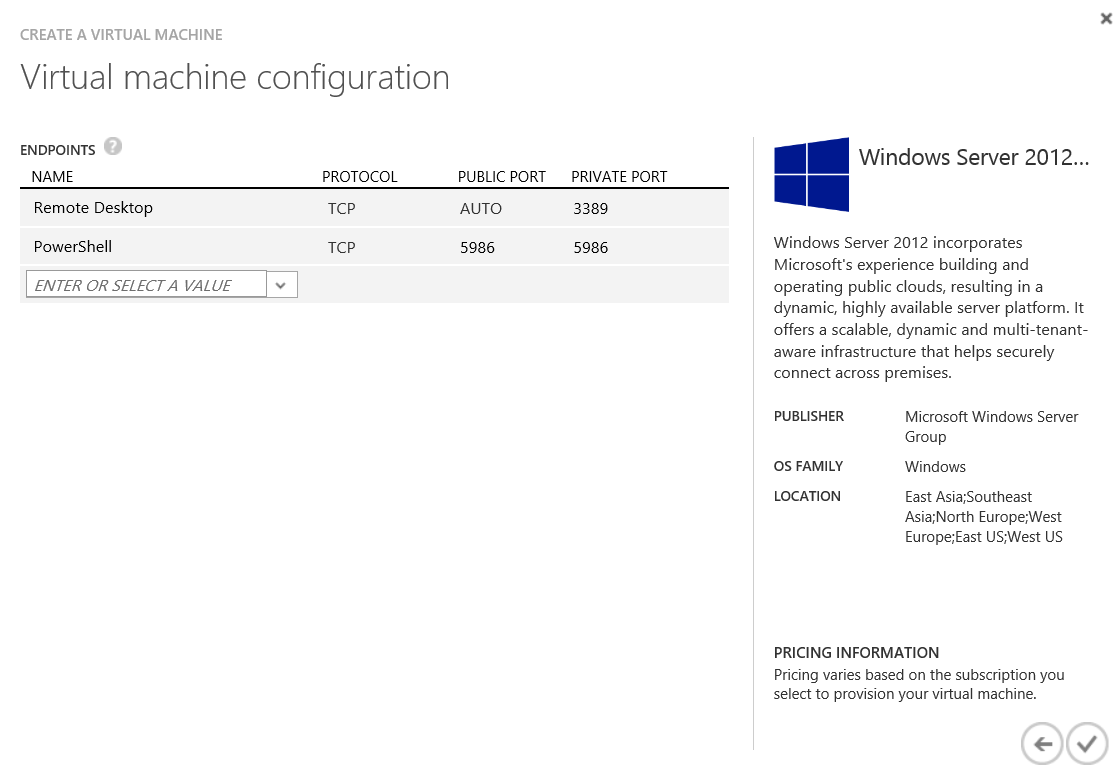 CREATE A VIRTUAL MACHINE
Virtual machine configuration
ENDPOINTS ?
NAME PROTOCOL PUBLIC PORT PRIVATE PORT
Remote Desktop TCP AUTO 3389
PowerShell TCP 5986 5986
ENTER OR SELECT A VALUE
Windows Server 2012...
Windows Server 2012 incorporates
Microsoft's experience building and
operating public clouds, resulting in a
dynamic, highly available server platform. It
offers a scalable, dynamic and multi-tenant-
aware infrastructure that helps securely
connect across premises.
PUBLISHER Microsoft Windows Server
Group
OS FAMILY Windows
LOCATION East Asia;Southeast
Asia;North Europe;West
Europe;East US;West US
PRICING INFORMATION
Pricing varies based on the subscription you
select to provision your virtual machine.